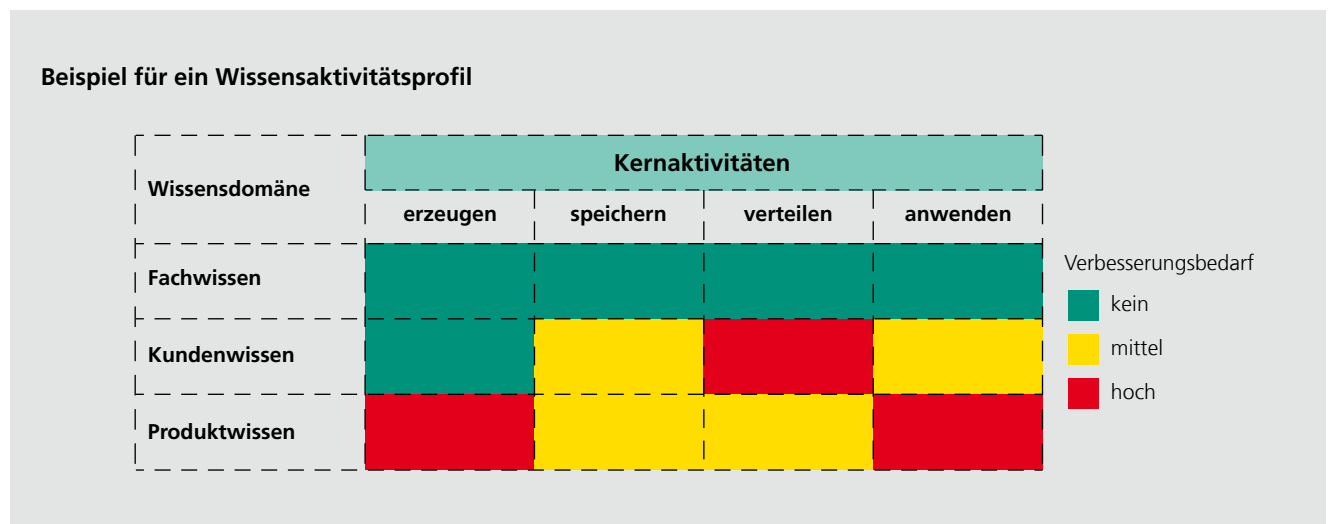 Beispiel für ein Wissensaktivitätsprofil
Wissensdomäne
Kernaktivitäten
erzeugen
speichern
verteilen
anwenden
Fachwissen
Kundenwissen
Produktwissen
Verbesserungsbedarf
kein
mittel
hoch